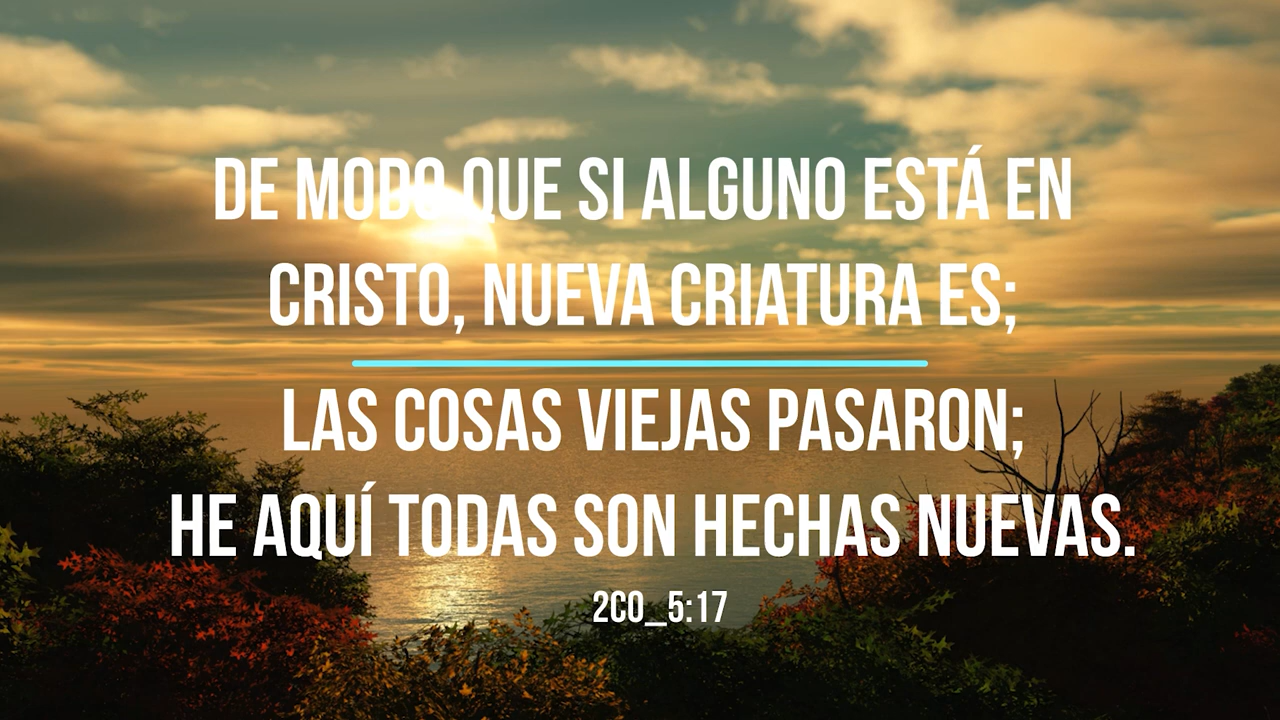 DE MODO QUE SI ALGUNO ESTÁ EN
CRISTO, NUEVA CRIATURA ES;
LAS COSAS VIEJAS PASARON;
HE AQUÍ TODAS SON HECHAS NUEVAS.
2CO_5:17